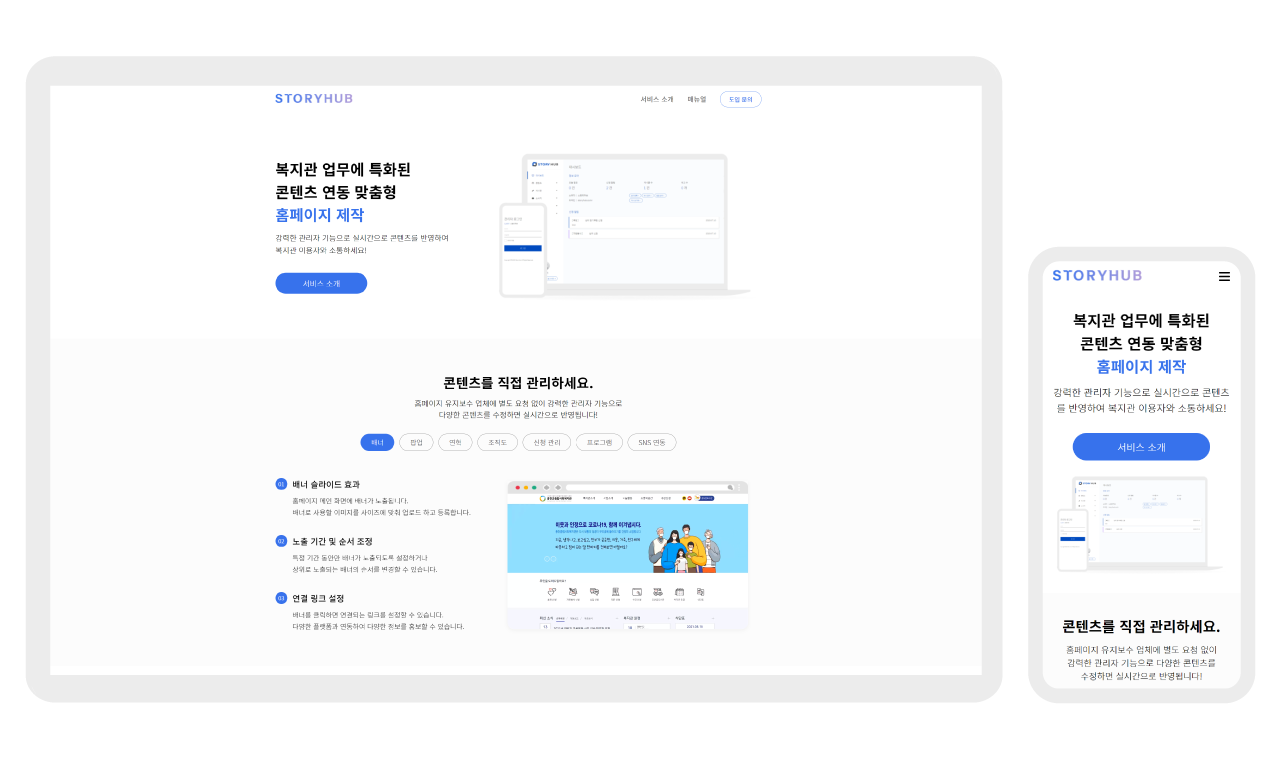 STORYHUB
서비스 소개 매뉴얼 도입 문의
복지관 업무에 특화된
콘텐츠 연동 맞춤형
홈페이지 제작
강력한 관리자 기능으로 실시간으로 콘텐츠를 반영하여
복지관 이용자와 소통하세요!
서비스 소개
콘텐츠를 직접 관리하세요.
홈페이지 유지보수 업체에 별도 요청 없이 강력한 관리자 기능으로
다양한 콘텐츠를 수정하면 실시간으로 반영됩니다!
배너 팝업 연혁 조직도 신청 관리 프로그램 SNS 연동
01 배너 슬라이드 효과
홈페이지 메인 화면에 배너가 노출됩니다.
배너로 사용할 이미지를 사이즈에 맞춰 업로드 하고 등록합니다.
02 노출 기간 및 순서 조정
특정 기간 동안만 배너가 노출되도록 설정하거나
상위로 노출되는 배너의 순서를 변경할 수 있습니다.
03 연결 링크 설정
배너를 클릭하면 연결되는 링크를 설정할 수 있습니다.
다양한 플랫폼과 연동하여 다양한 정보를 홍보할 수 있습니다.
이웃과 인정으로 코로나19, 함께 이겨냅시다.
STORYHUB
복지관 업무에 특화된
콘텐츠 연동 맞춤형
홈페이지 제작
강력한 관리자 기능으로 실시간으로 콘텐츠
를 반영하여 복지관 이용자와 소통하세요!
서비스 소개
콘텐츠를 직접 관리하세요.
홈페이지 유지보수 업체에 별도 요청 없이
강력한 관리자 기능으로 다양한 콘텐츠를
수정하면 실시간으로 반영됩니다!